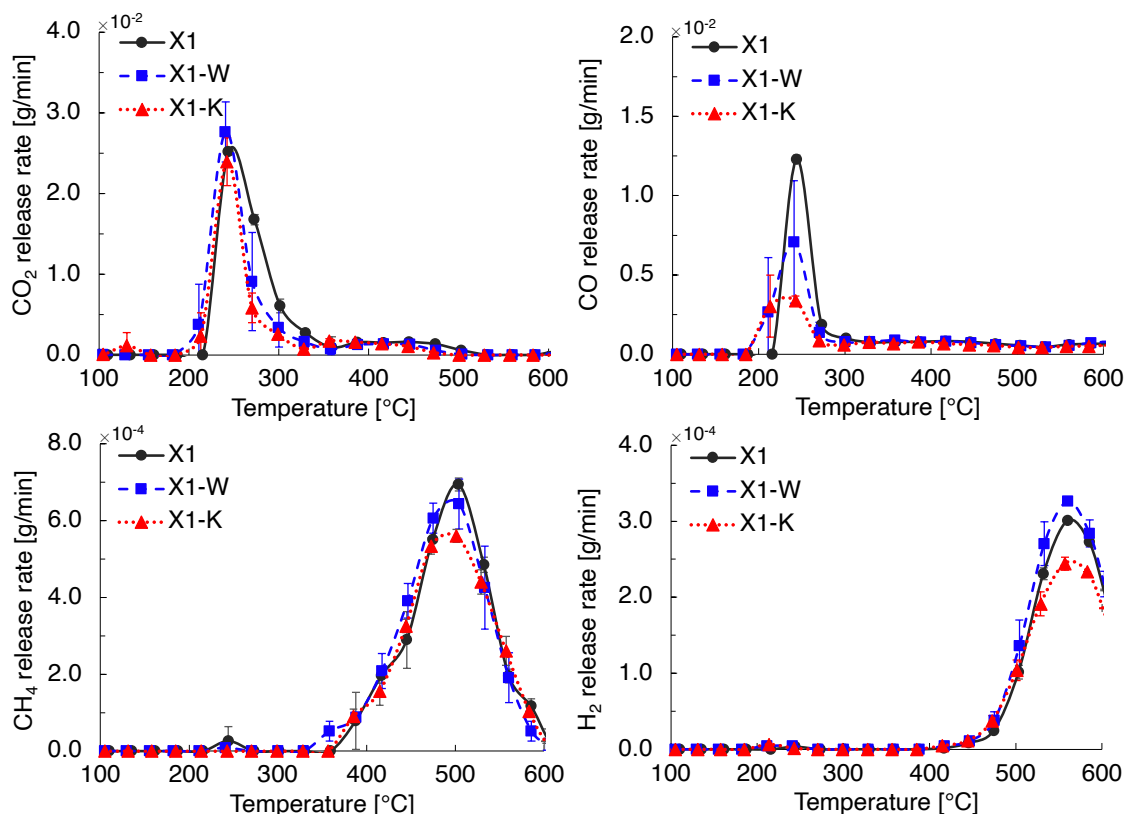 ×10⁻²
4.0
3.0
2.0
1.0
0.0
CO₂ release rate [g/min]
X1
X1-W
X1-K
100 200 300 400 500 600
Temperature [°C]
×10⁻²
2.0
1.5
1.0
0.5
0.0
CO release rate [g/min]
X1
X1-W
X1-K
100 200 300 400 500 600
Temperature [°C]
×10⁻⁴
8.0
6.0
4.0
2.0
0.0
CH₄ release rate [g/min]
X1
X1-W
X1-K
100 200 300 400 500 600
Temperature [°C]
×10⁻⁴
4.0
3.0
2.0
1.0
0.0
H₂ release rate [g/min]
X1
X1-W
X1-K
100 200 300 400 500 600
Temperature [°C]